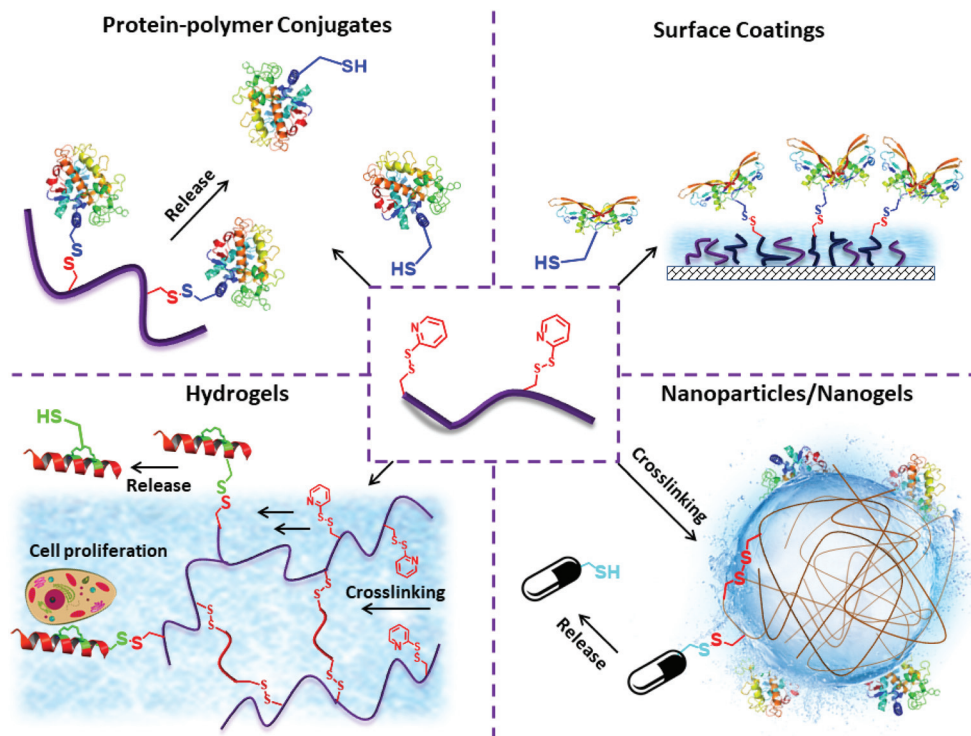 Protein-polymer Conjugates
SH
Release
S
S
S
S
HS
Surface Coatings
HS
S
S
S
S
S
S
N
S
S
N
S
S
Hydrogels
HS
Release
S
S
N
S
S
S
S
N
Cell proliferation
Crosslinking
S
S
S
S
S
S
N
S
S
S
S
S
S
Nanoparticles/Nanogels
Crosslinking
S
S
SH
Release
S
S